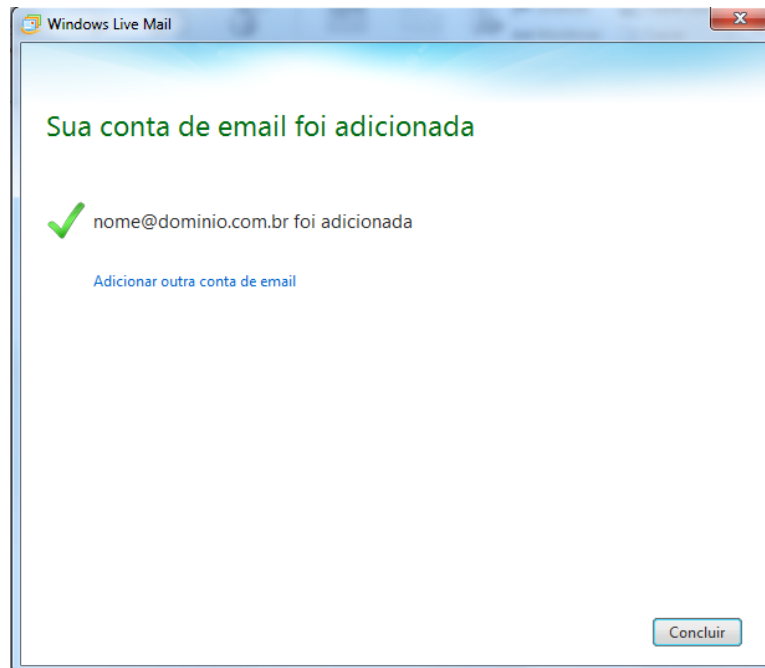 Windows Live Mail
Sua conta de email foi adicionada
nome@dominio.com.br foi adicionada
Adicionar outra conta de email
Concluir